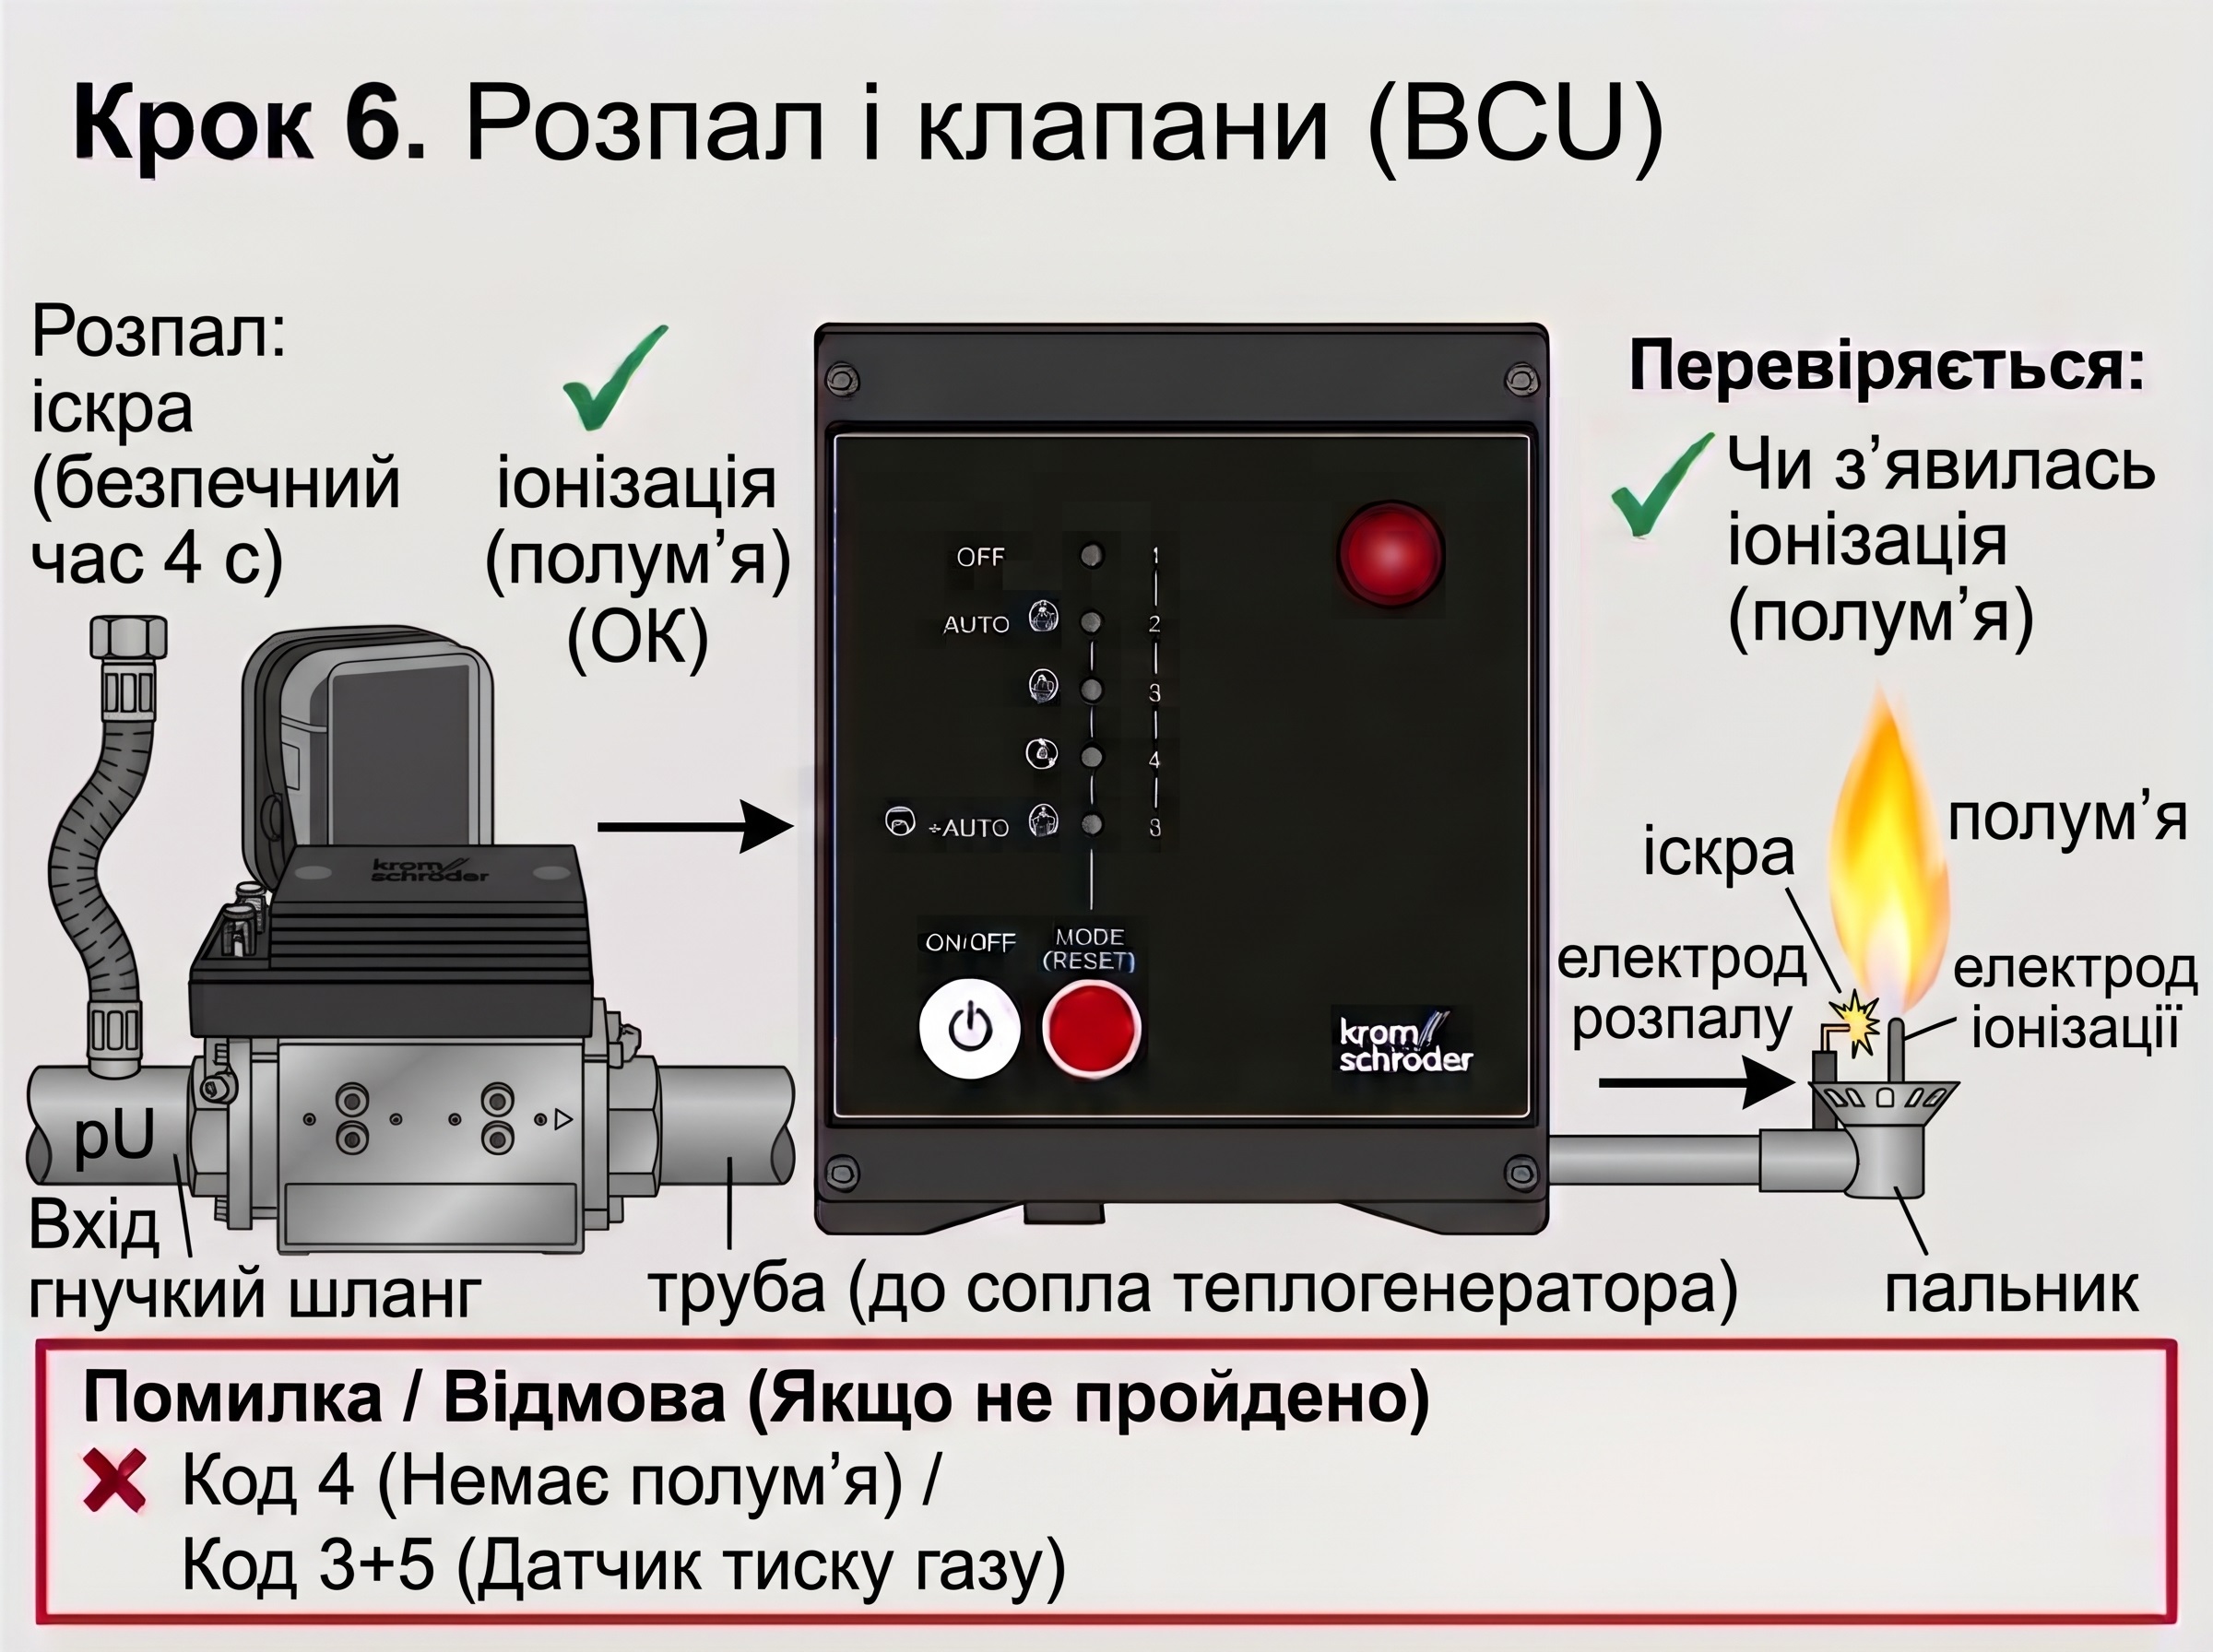 Крок 6. Розпал і клапани (BCU)
Розпал:
іскра
(безпечний
час 4 с)
іонізація
(полум’я)
(ОК)
Перевіряється:
Чи з’явилась
іонізація
(полум’я)
OFF
1
AUTO
2
3
4
÷AUTO
8
ON/OFF
MODE
(RESET)
krom
schröder
krom
schröder
pU
Вхід
гнучкий шланг
труба (до сопла теплогенератора)
іскра
полум’я
електрод
розпалу
електрод
іонізації
пальник
Помилка / Відмова (Якщо не пройдено)
Код 4 (Немає полум’я) /
Код 3+5 (Датчик тиску газу)